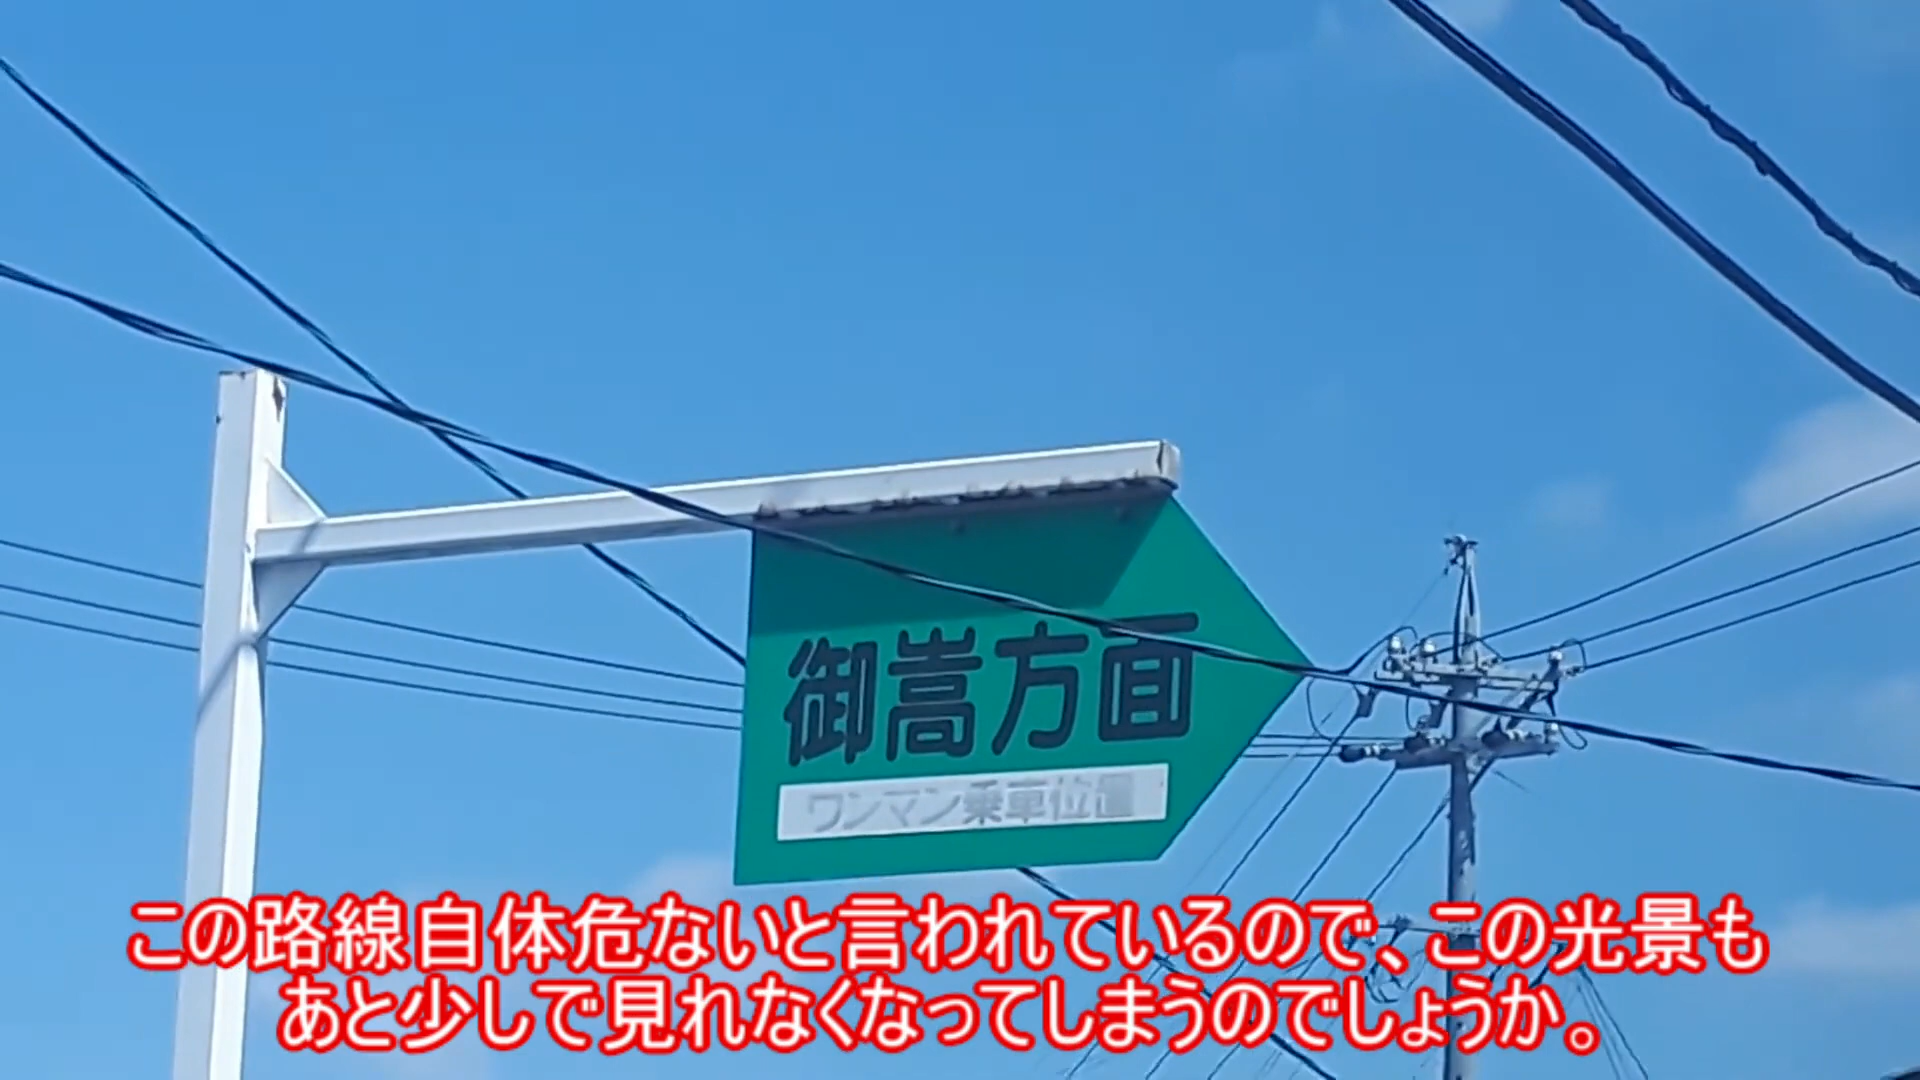 御嵩方面
ワンマン乗車位置
この路線自体危ないと言われているので、この光景も
あと少しで見れなくなってしまうのでしょうか。